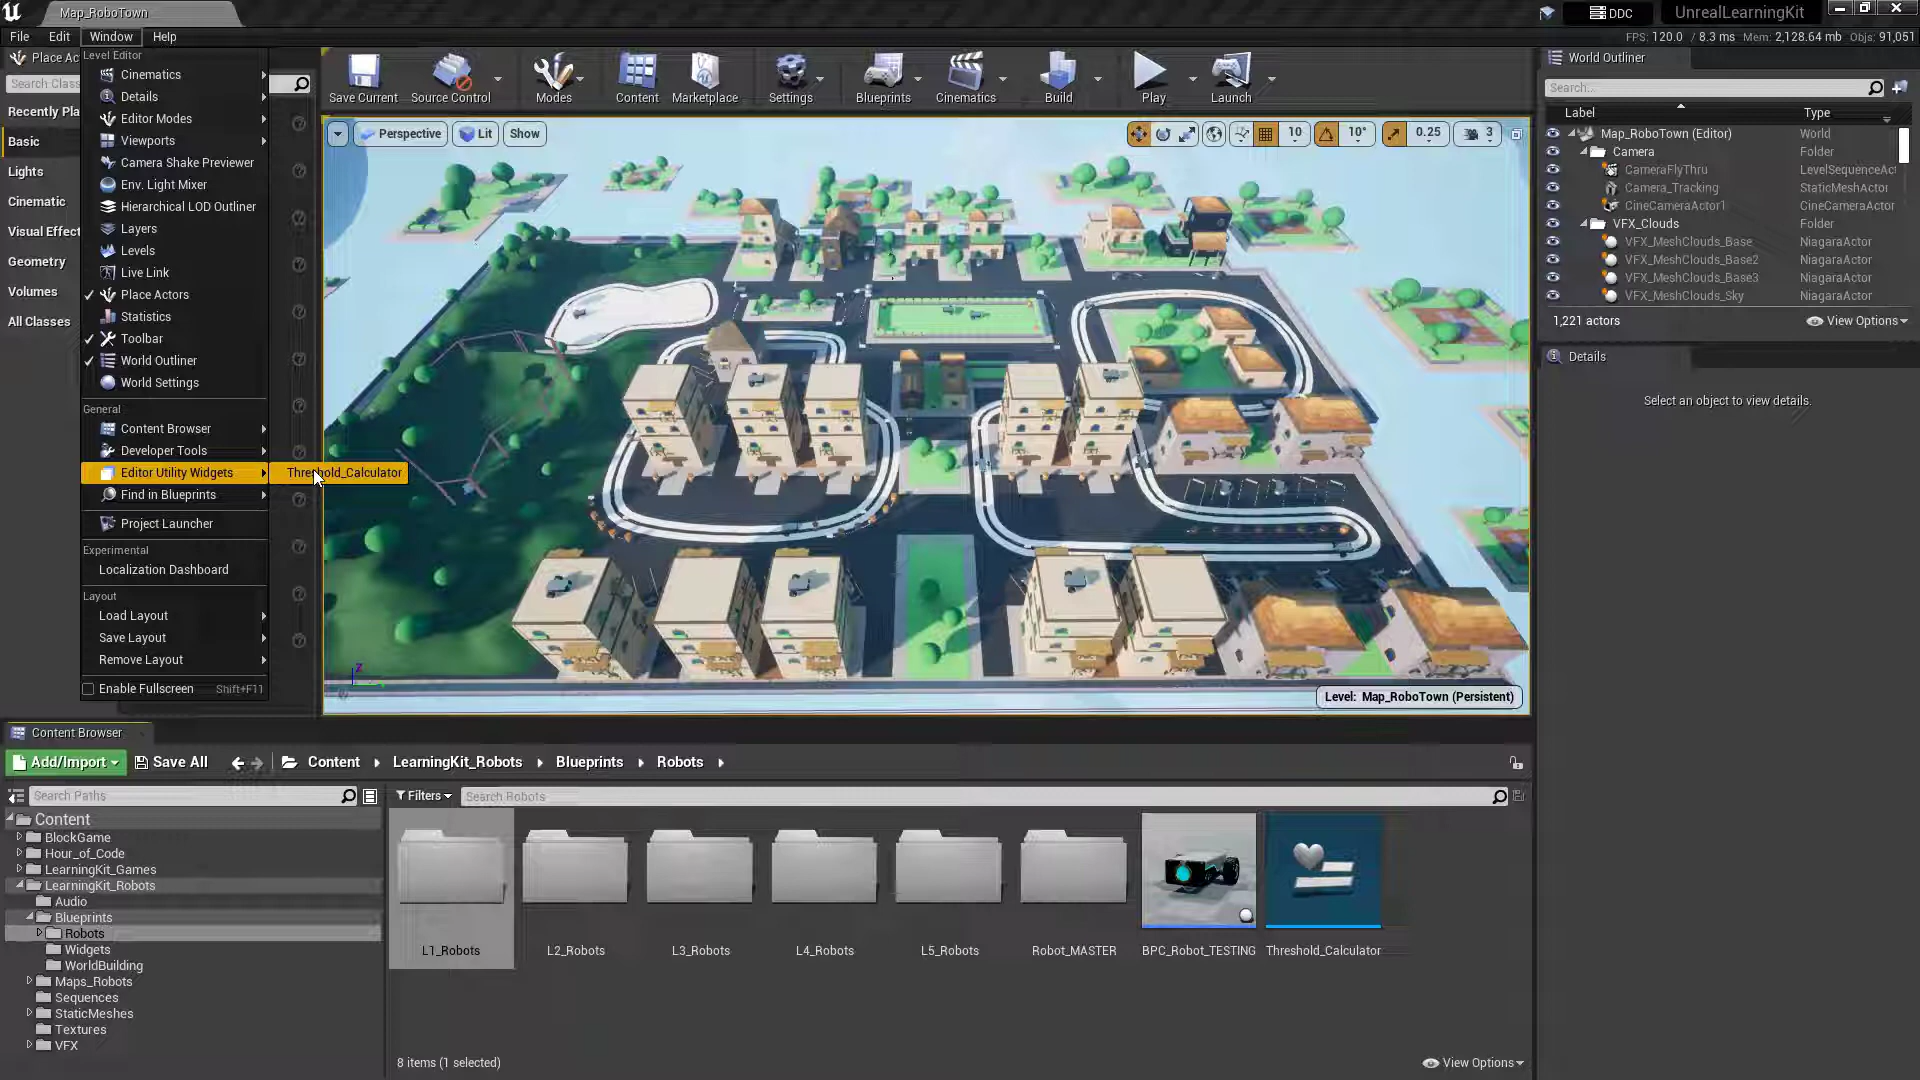 Map_RoboTown
DDC
UnrealLearningKit
File Edit Window Help
FPS: 120.0 / 8.3 ms Mem: 2,128.64 mb Objs: 91,051
Place Ac
Search Clas
Recently Pla
Basic
Lights
Cinematic
Visual Effect
Geometry
Volumes
All Classes
Level Editor
Cinematics
Details
Editor Modes
Viewports
Camera Shake Previewer
Env. Light Mixer
Hierarchical LOD Outliner
Layers
Levels
Live Link
Place Actors
Statistics
Toolbar
World Outliner
World Settings
General
Content Browser
Developer Tools
Editor Utility Widgets
Threshold_Calculator
Find in Blueprints
Project Launcher
Experimental
Localization Dashboard
Layout
Load Layout
Save Layout
Remove Layout
Enable Fullscreen Shift+F11
Save Current
Source Control
Modes
Content
Marketplace
Settings
Blueprints
Cinematics
Build
Play
Launch
Perspective Lit Show
10 10° 0.25 3
Level: Map_RoboTown (Persistent)
World Outliner
Search...
Label Type
Map_RoboTown (Editor) World
Camera Folder
CameraFlyThru LevelSequenceAct
Camera_Tracking StaticMeshActor
CineCameraActor1 CineCameraActor
VFX_Clouds Folder
VFX_MeshClouds_Base NiagaraActor
VFX_MeshClouds_Base2 NiagaraActor
VFX_MeshClouds_Base3 NiagaraActor
VFX_MeshClouds_Sky NiagaraActor
1,221 actors View Options
Details
Select an object to view details.
Content Browser
Add/Import Save All Content LearningKit_Robots Blueprints Robots
Search Paths
Filters Search Robots
Content
BlockGame
Hour_of_Code
LearningKit_Games
LearningKit_Robots
Audio
Blueprints
Robots
Widgets
WorldBuilding
Maps_Robots
Sequences
StaticMeshes
Textures
VFX
L1_Robots
L2_Robots
L3_Robots
L4_Robots
L5_Robots
Robot_MASTER
BPC_Robot_TESTING
Threshold_Calculator
8 items (1 selected)
View Options